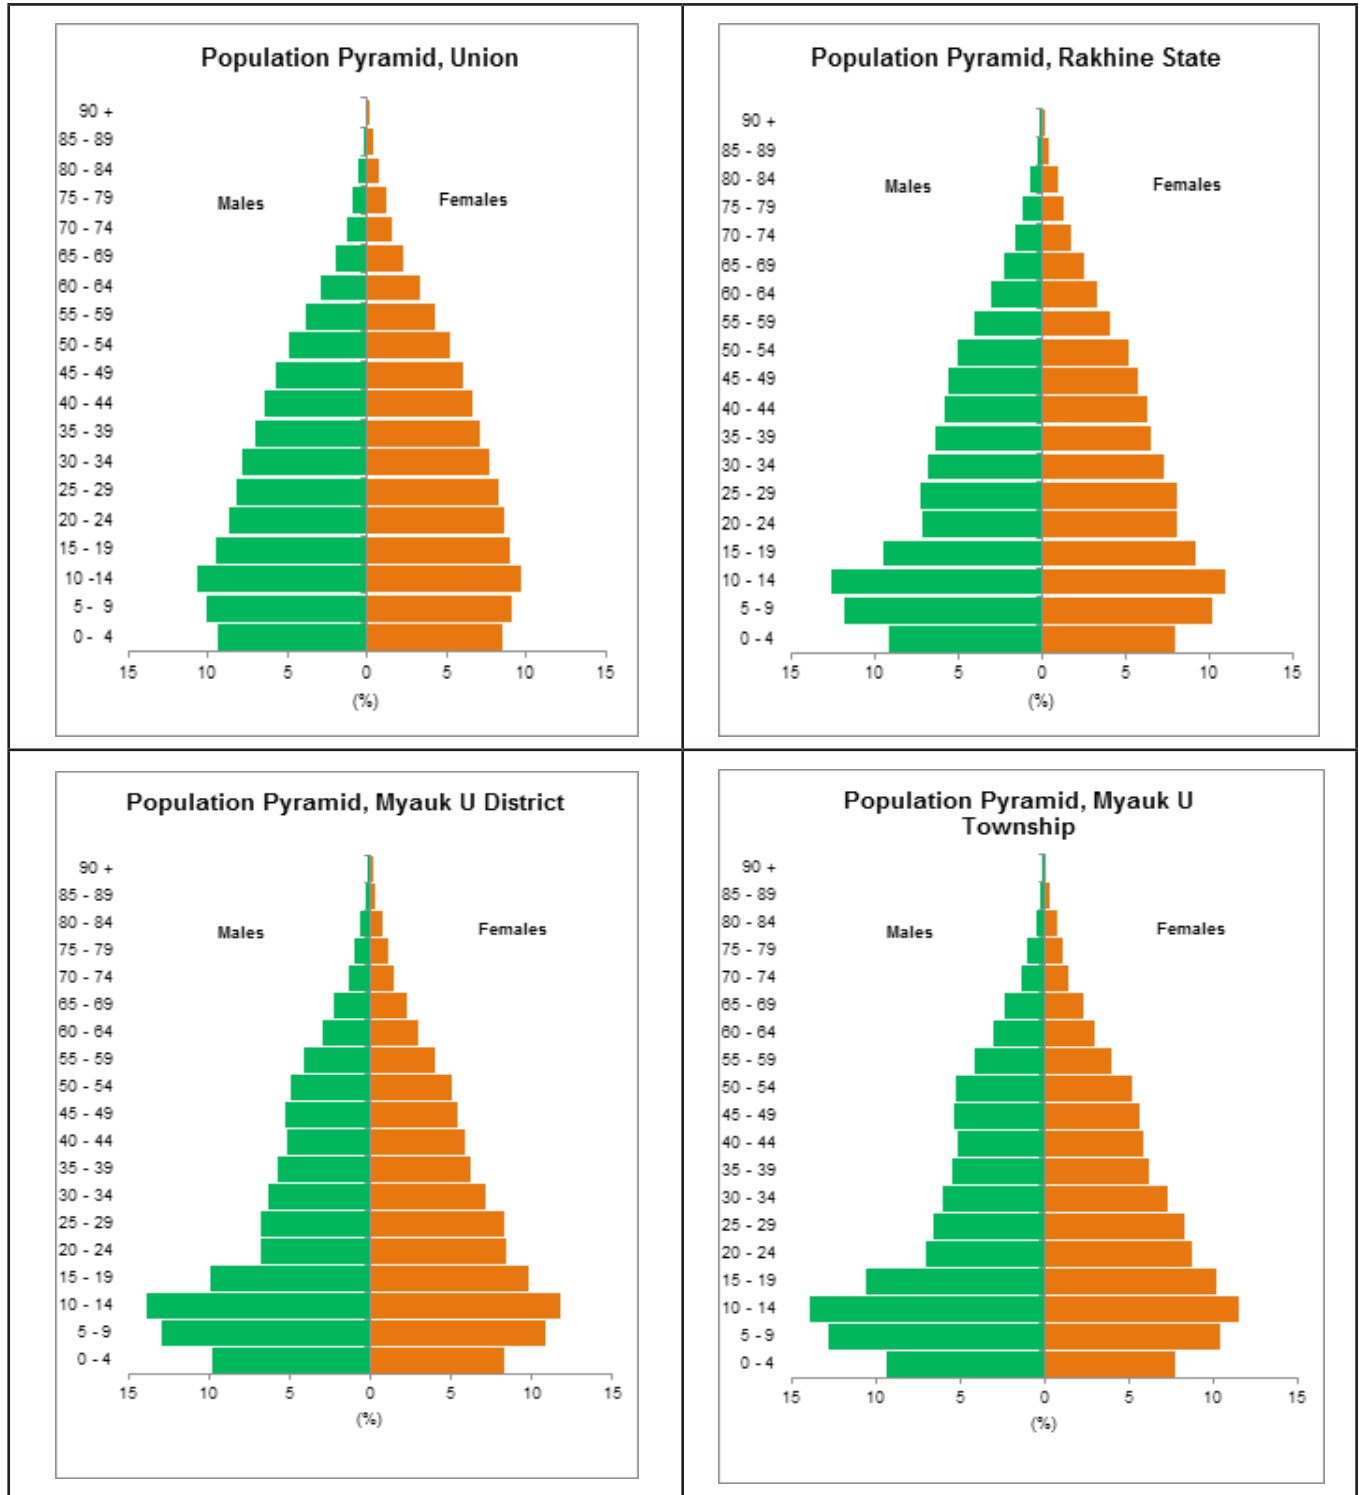 Population Pyramid, Union
90 +
85 - 89
80 - 84
75 - 79
70 - 74
65 - 69
60 - 64
55 - 59
50 - 54
45 - 49
40 - 44
35 - 39
30 - 34
25 - 29
20 - 24
15 - 19
10 -14
5 - 9
0 - 4
Males
Females
15 10 5 0 5 10 15
(%)
Population Pyramid, Rakhine State
90 +
85 - 89
80 - 84
75 - 79
70 - 74
65 - 69
60 - 64
55 - 59
50 - 54
45 - 49
40 - 44
35 - 39
30 - 34
25 - 29
20 - 24
15 - 19
10 - 14
5 - 9
0 - 4
Males
Females
15 10 5 0 5 10 15
(%)
Population Pyramid, Myauk U District
90 +
85 - 89
80 - 84
75 - 79
70 - 74
65 - 69
60 - 64
55 - 59
50 - 54
45 - 49
40 - 44
35 - 39
30 - 34
25 - 29
20 - 24
15 - 19
10 - 14
5 - 9
0 - 4
Males
Females
15 10 5 0 5 10 15
(%)
Population Pyramid, Myauk U
Township
90 +
85 - 89
80 - 84
75 - 79
70 - 74
65 - 69
60 - 64
55 - 59
50 - 54
45 - 49
40 - 44
35 - 39
30 - 34
25 - 29
20 - 24
15 - 19
10 - 14
5 - 9
0 - 4
Males
Females
15 10 5 0 5 10 15
(%)